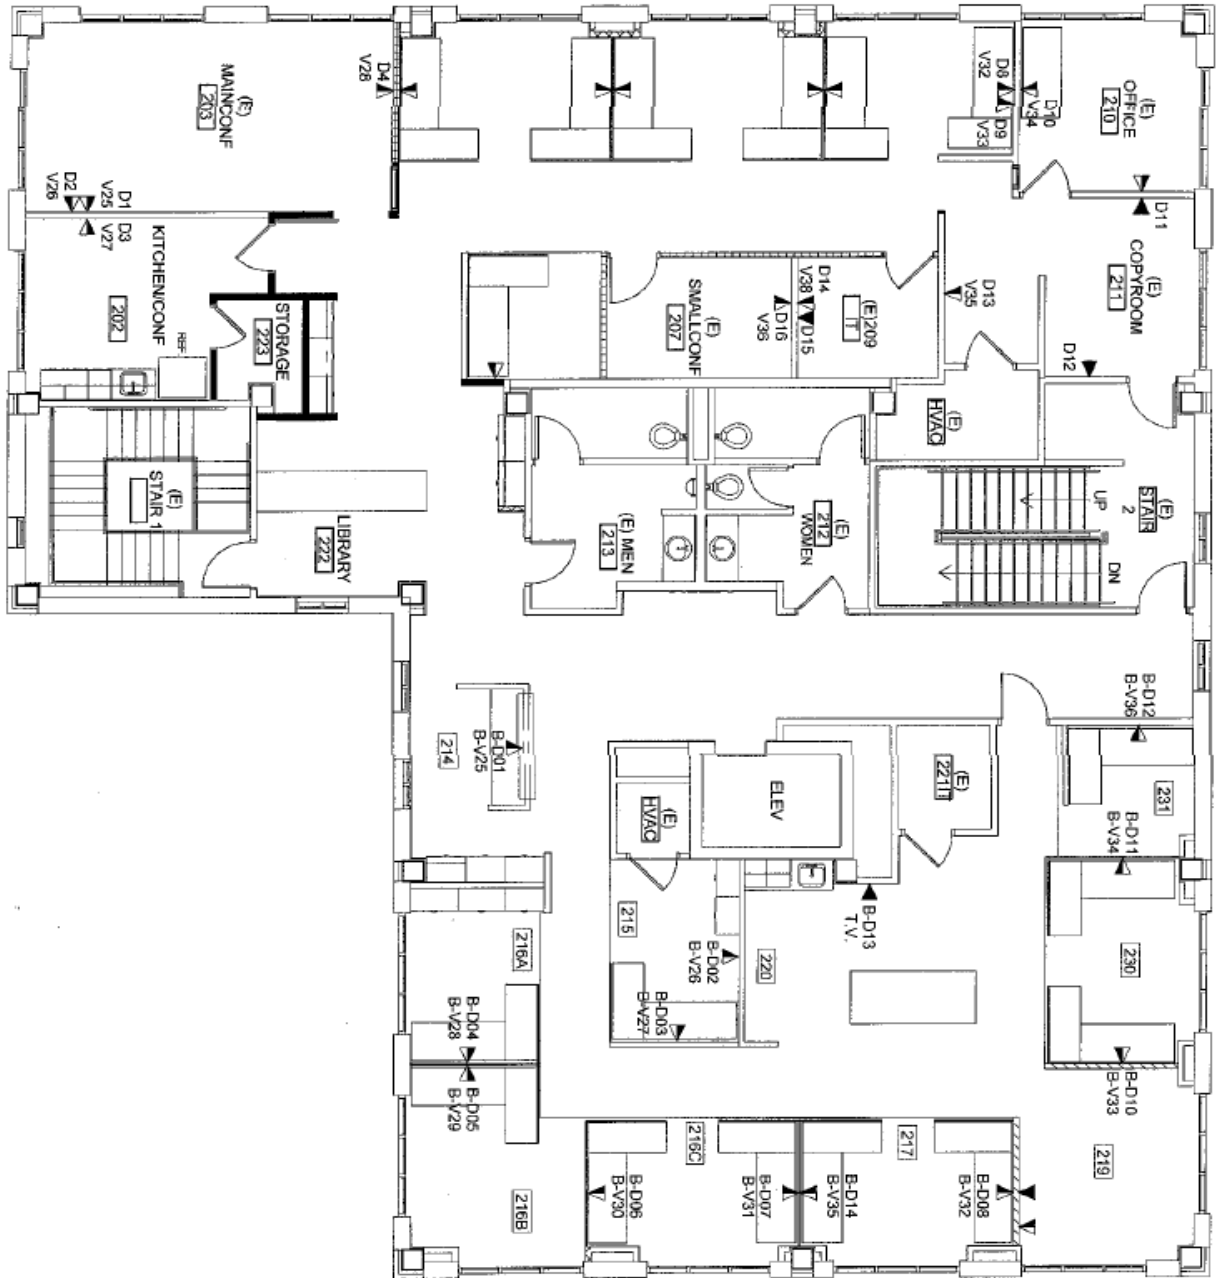 (E)
MAINCONF
203
D4
V28
D8
V32
D9
V33
D10
V34
(E)
OFFICE
210
D1
V25
D2
V26
D3
V27
KITCHEN/CONF
202
REF.
STORAGE
223
(E)
SMALLCONF
207
D14
V38
D15
D16
V36
(E)209
IT
D13
V35
D11
(E)
COPYROOM
211
D12
(E)
HVAC
(E)
STAIR 1
LIBRARY
222
(E) MEN
213
(E)
212
WOMEN
UP
DN
(E)
STAIR
2
214
B-D01
B-V25
(E)
HVAC
ELEV
(E)
B-D12
B-V36
231
B-D11
B-V34
215
B-D02
B-V26
B-D03
B-V27
220
B-D13
T.V.
230
B-D10
B-V33
216A
B-D04
B-V28
B-D05
B-V29
216B
B-D06
B-V30
216C
B-D07
B-V31
B-D14
B-V35
217
B-D08
B-V32
219